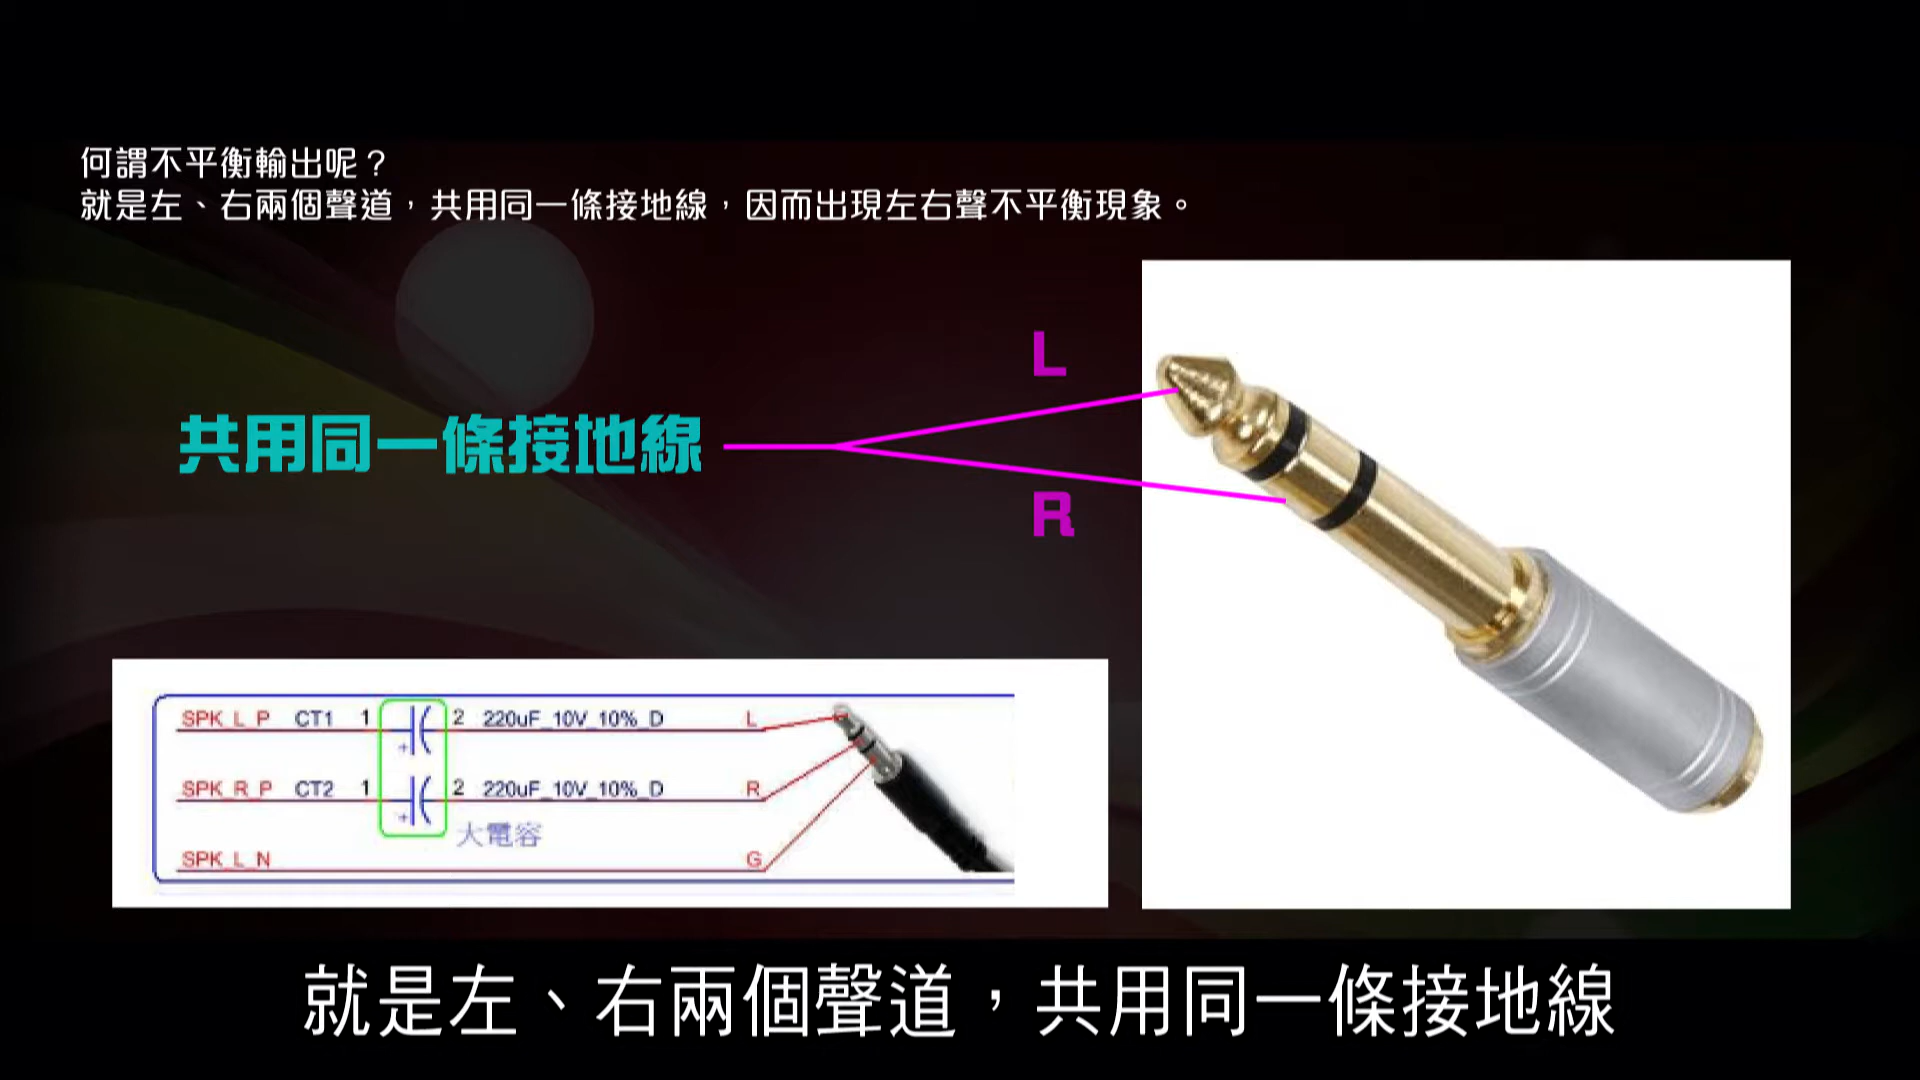 何謂不平衡輸出呢？
就是左、右兩個聲道，共用同一條接地線，因而出現左右聲不平衡現象。
L
共用同一條接地線
R
SPK_L_P CT1 1 + 2 220uF_10V_10%_D L
SPK_R_P CT2 1 + 2 220uF_10V_10%_D R
大電容
SPK_L_N G
就是左、右兩個聲道，共用同一條接地線